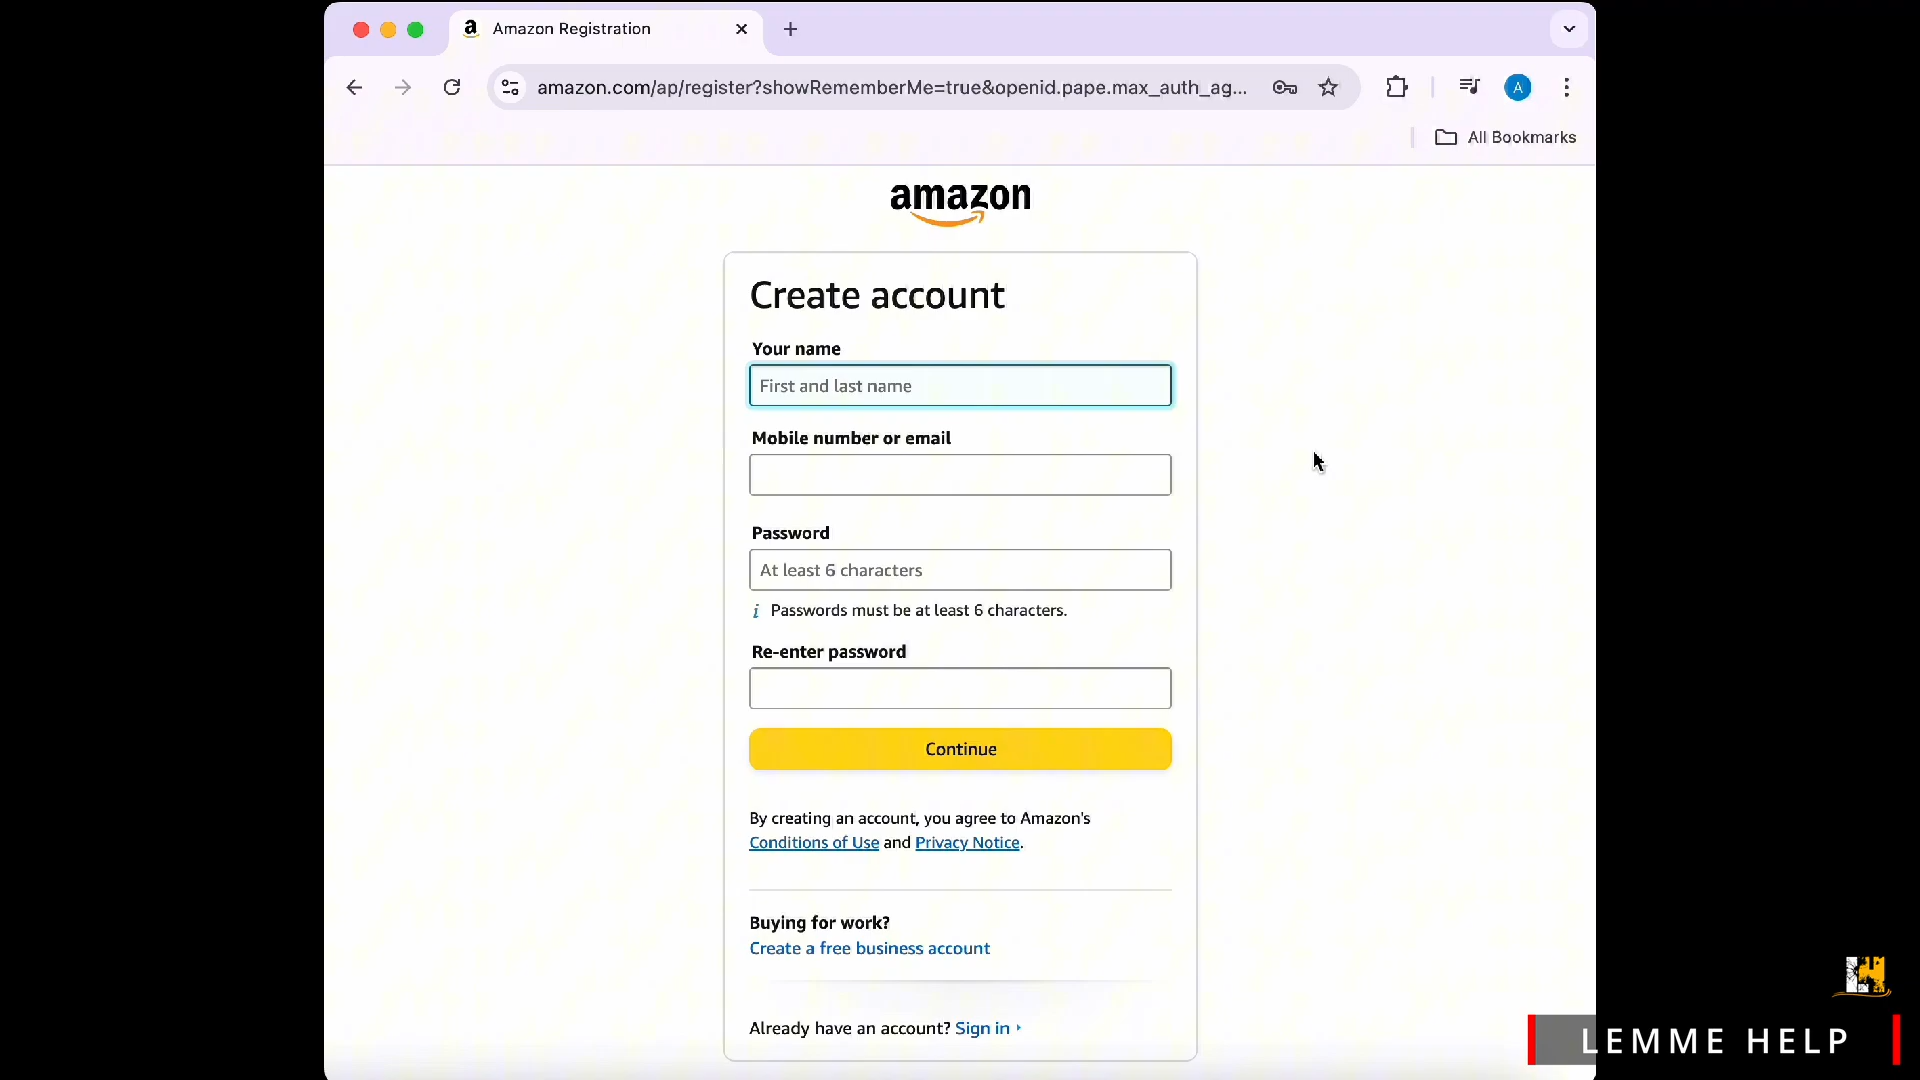 Amazon Registration
amazon.com/ap/register?showRememberMe=true&openid.pape.max_auth_ag...
A
All Bookmarks
amazon
Create account
Your name
First and last name
Mobile number or email
Password
At least 6 characters
i Passwords must be at least 6 characters.
Re-enter password
Continue
By creating an account, you agree to Amazon's
Conditions of Use and Privacy Notice.
Buying for work?
Create a free business account
Already have an account? Sign in
LEMME HELP